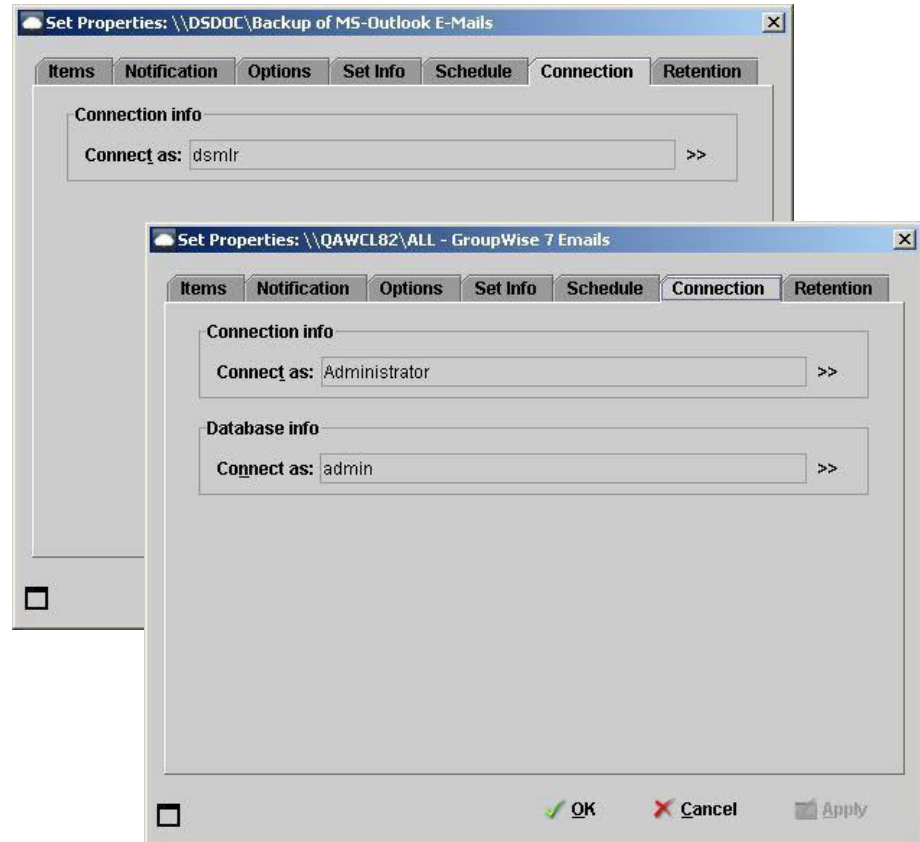 Set Properties: \\DSDOC\Backup of MS-Outlook E-Mails
Items Notification Options Set Info Schedule Connection Retention
Connection info
Connect as: dsmlr >>
Set Properties: \\QAWCL82\ALL - GroupWise 7 Emails
Items Notification Options Set Info Schedule Connection Retention
Connection info
Connect as: Administrator >>
Database info
Connect as: admin >>
OK Cancel Apply